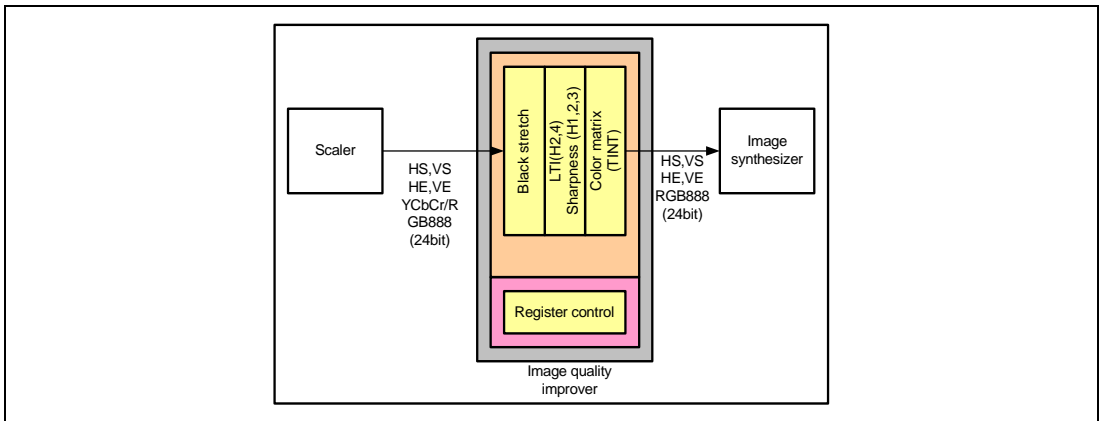 Scaler
HS,VS
HE,VE
YCbCr/R
GB888
(24bit)
Black stretch
LTI(H2,4)
Sharpness (H1,2,3)
Color matrix
(TINT)
Register control
Image quality
improver
HS,VS
HE,VE
RGB888
(24bit)
Image
synthesizer